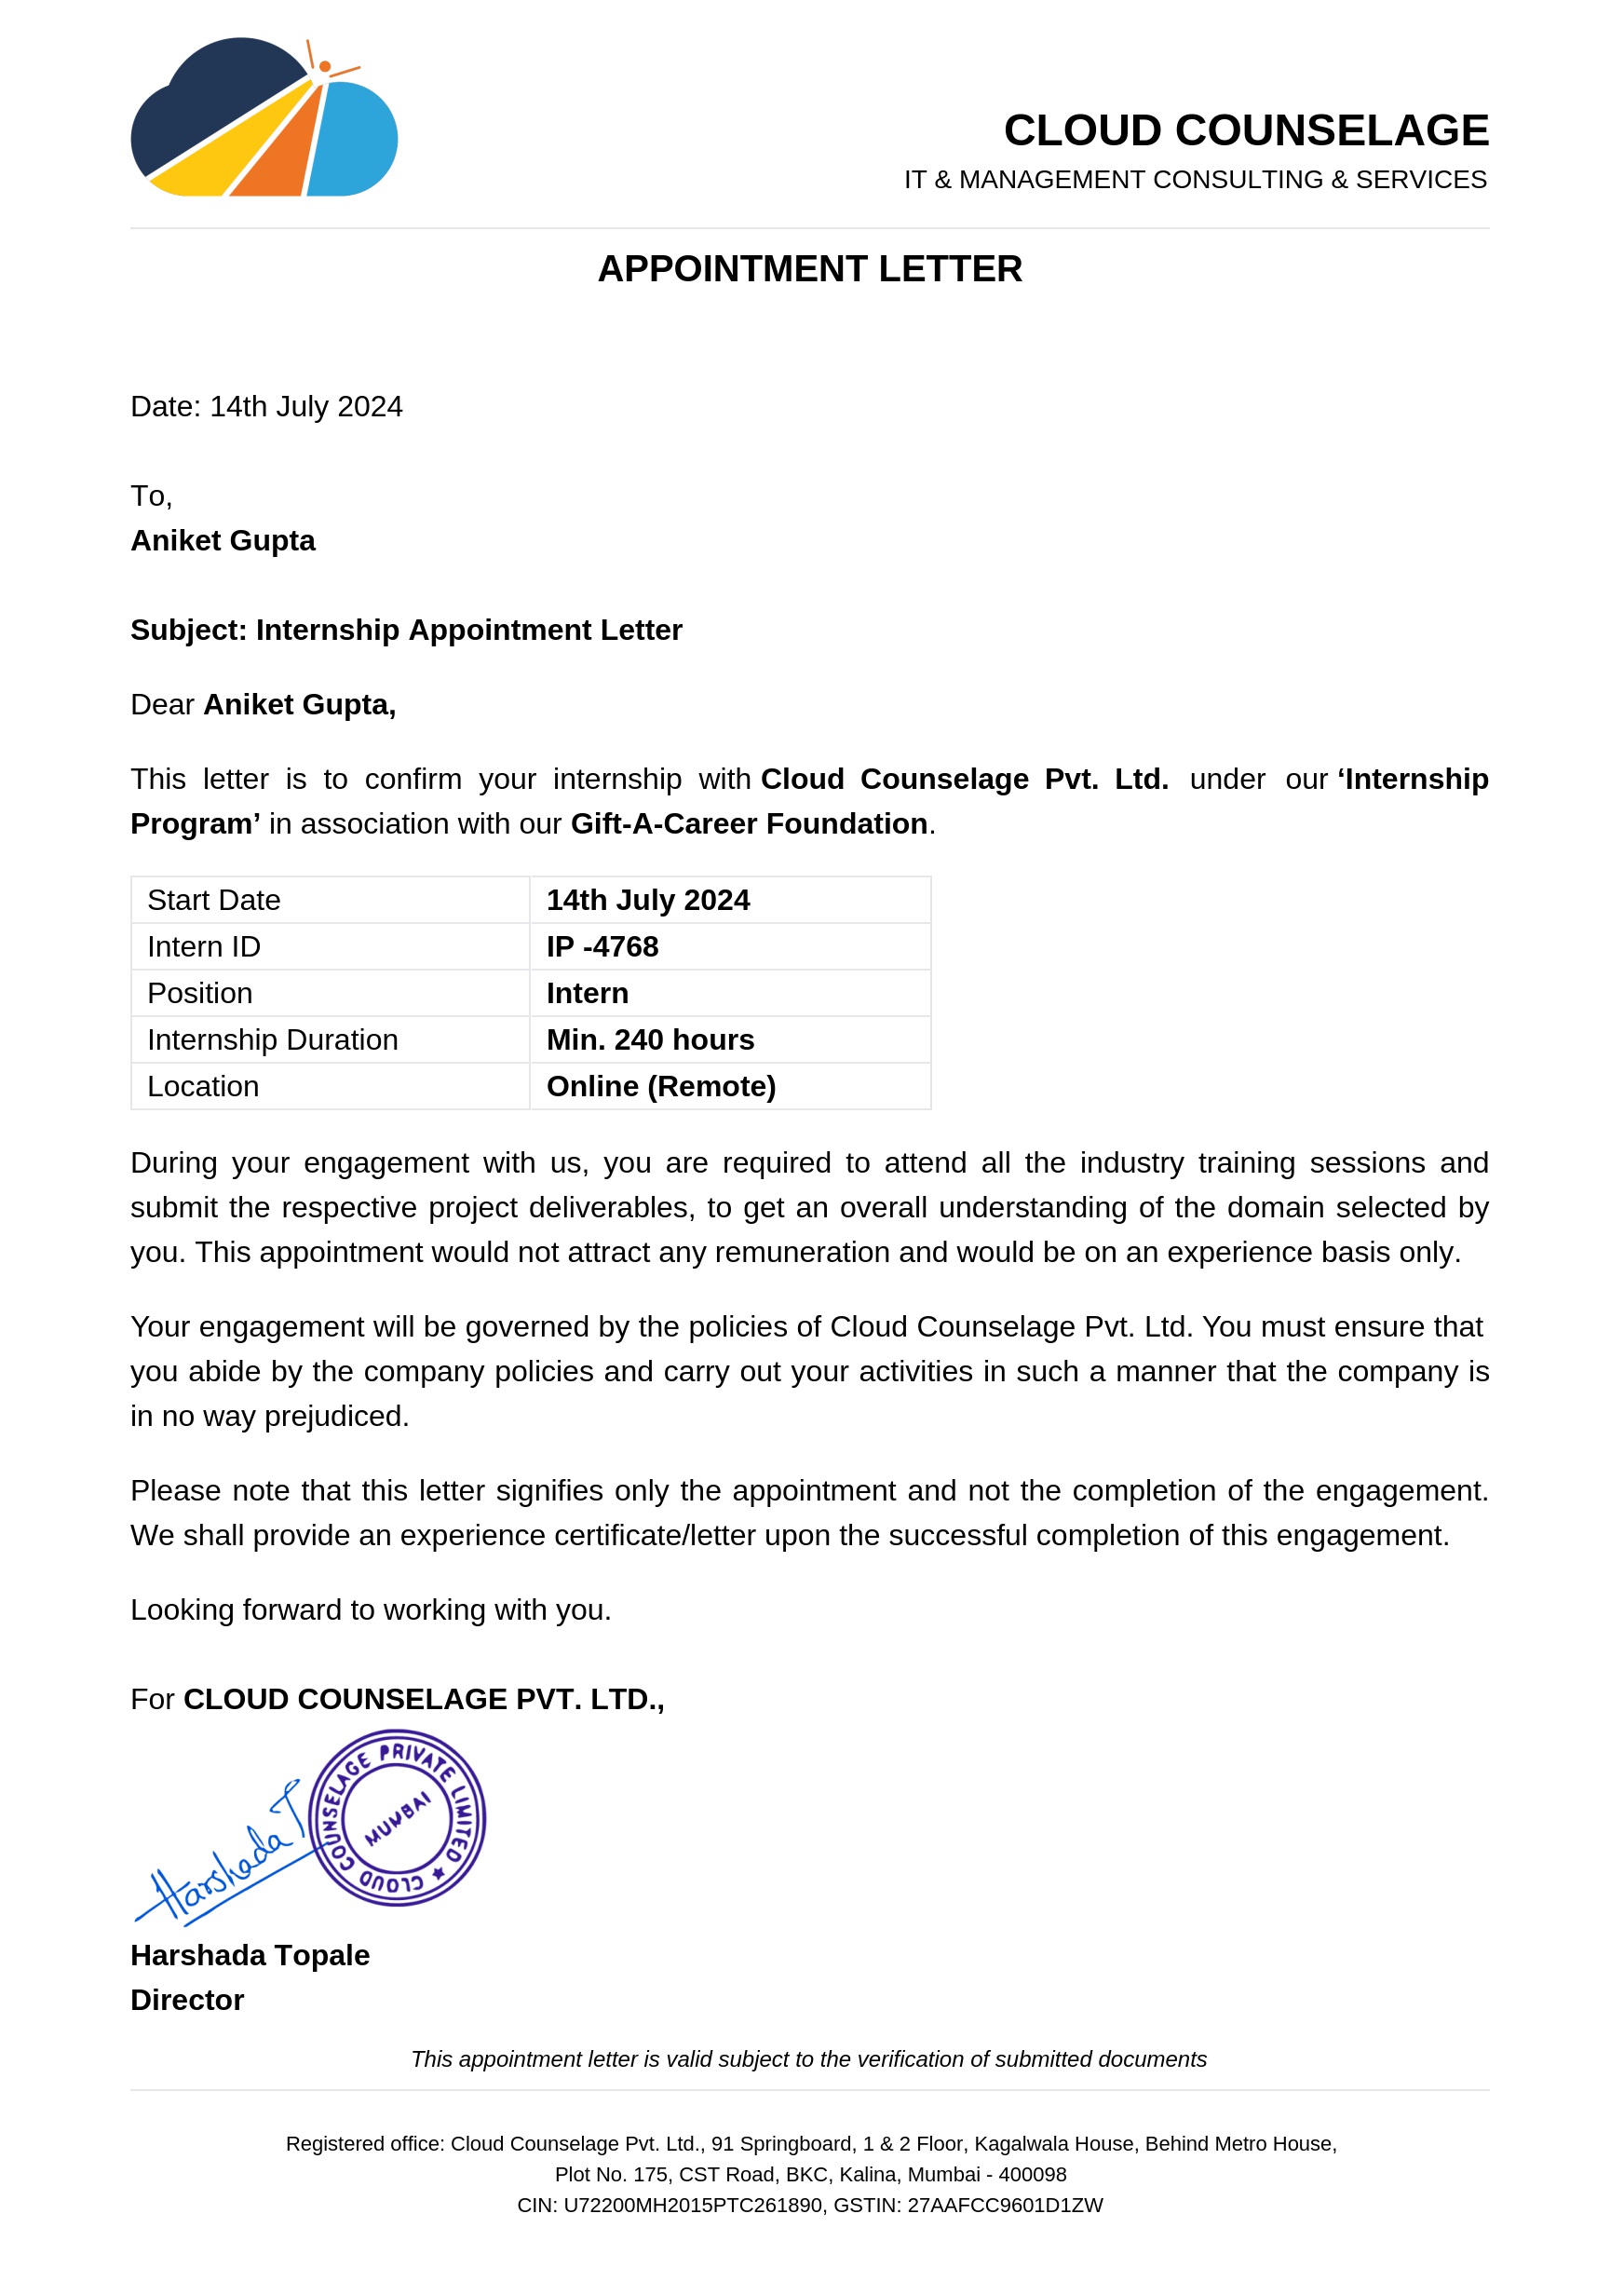 CLOUD COUNSELAGE
IT & MANAGEMENT CONSULTING & SERVICES
APPOINTMENT LETTER
Date: 14th July 2024
To,
Aniket Gupta
Subject: Internship Appointment Letter
Dear Aniket Gupta,
This letter is to confirm your internship with Cloud Counselage Pvt. Ltd. under our ‘Internship
Program’ in association with our Gift-A-Career Foundation.
Start Date 14th July 2024
Intern ID IP -4768
Position Intern
Internship Duration Min. 240 hours
Location Online (Remote)
During your engagement with us, you are required to attend all the industry training sessions and
submit the respective project deliverables, to get an overall understanding of the domain selected by
you. This appointment would not attract any remuneration and would be on an experience basis only.
Your engagement will be governed by the policies of Cloud Counselage Pvt. Ltd. You must ensure that
you abide by the company policies and carry out your activities in such a manner that the company is
in no way prejudiced.
Please note that this letter signifies only the appointment and not the completion of the engagement.
We shall provide an experience certificate/letter upon the successful completion of this engagement.
Looking forward to working with you.
For CLOUD COUNSELAGE PVT. LTD.,
Harshada T
CLOUD COUNSELAGE PRIVATE LIMITED ★
MUMBAI
Harshada Topale
Director
This appointment letter is valid subject to the verification of submitted documents
Registered office: Cloud Counselage Pvt. Ltd., 91 Springboard, 1 & 2 Floor, Kagalwala House, Behind Metro House,
Plot No. 175, CST Road, BKC, Kalina, Mumbai - 400098
CIN: U72200MH2015PTC261890, GSTIN: 27AAFCC9601D1ZW